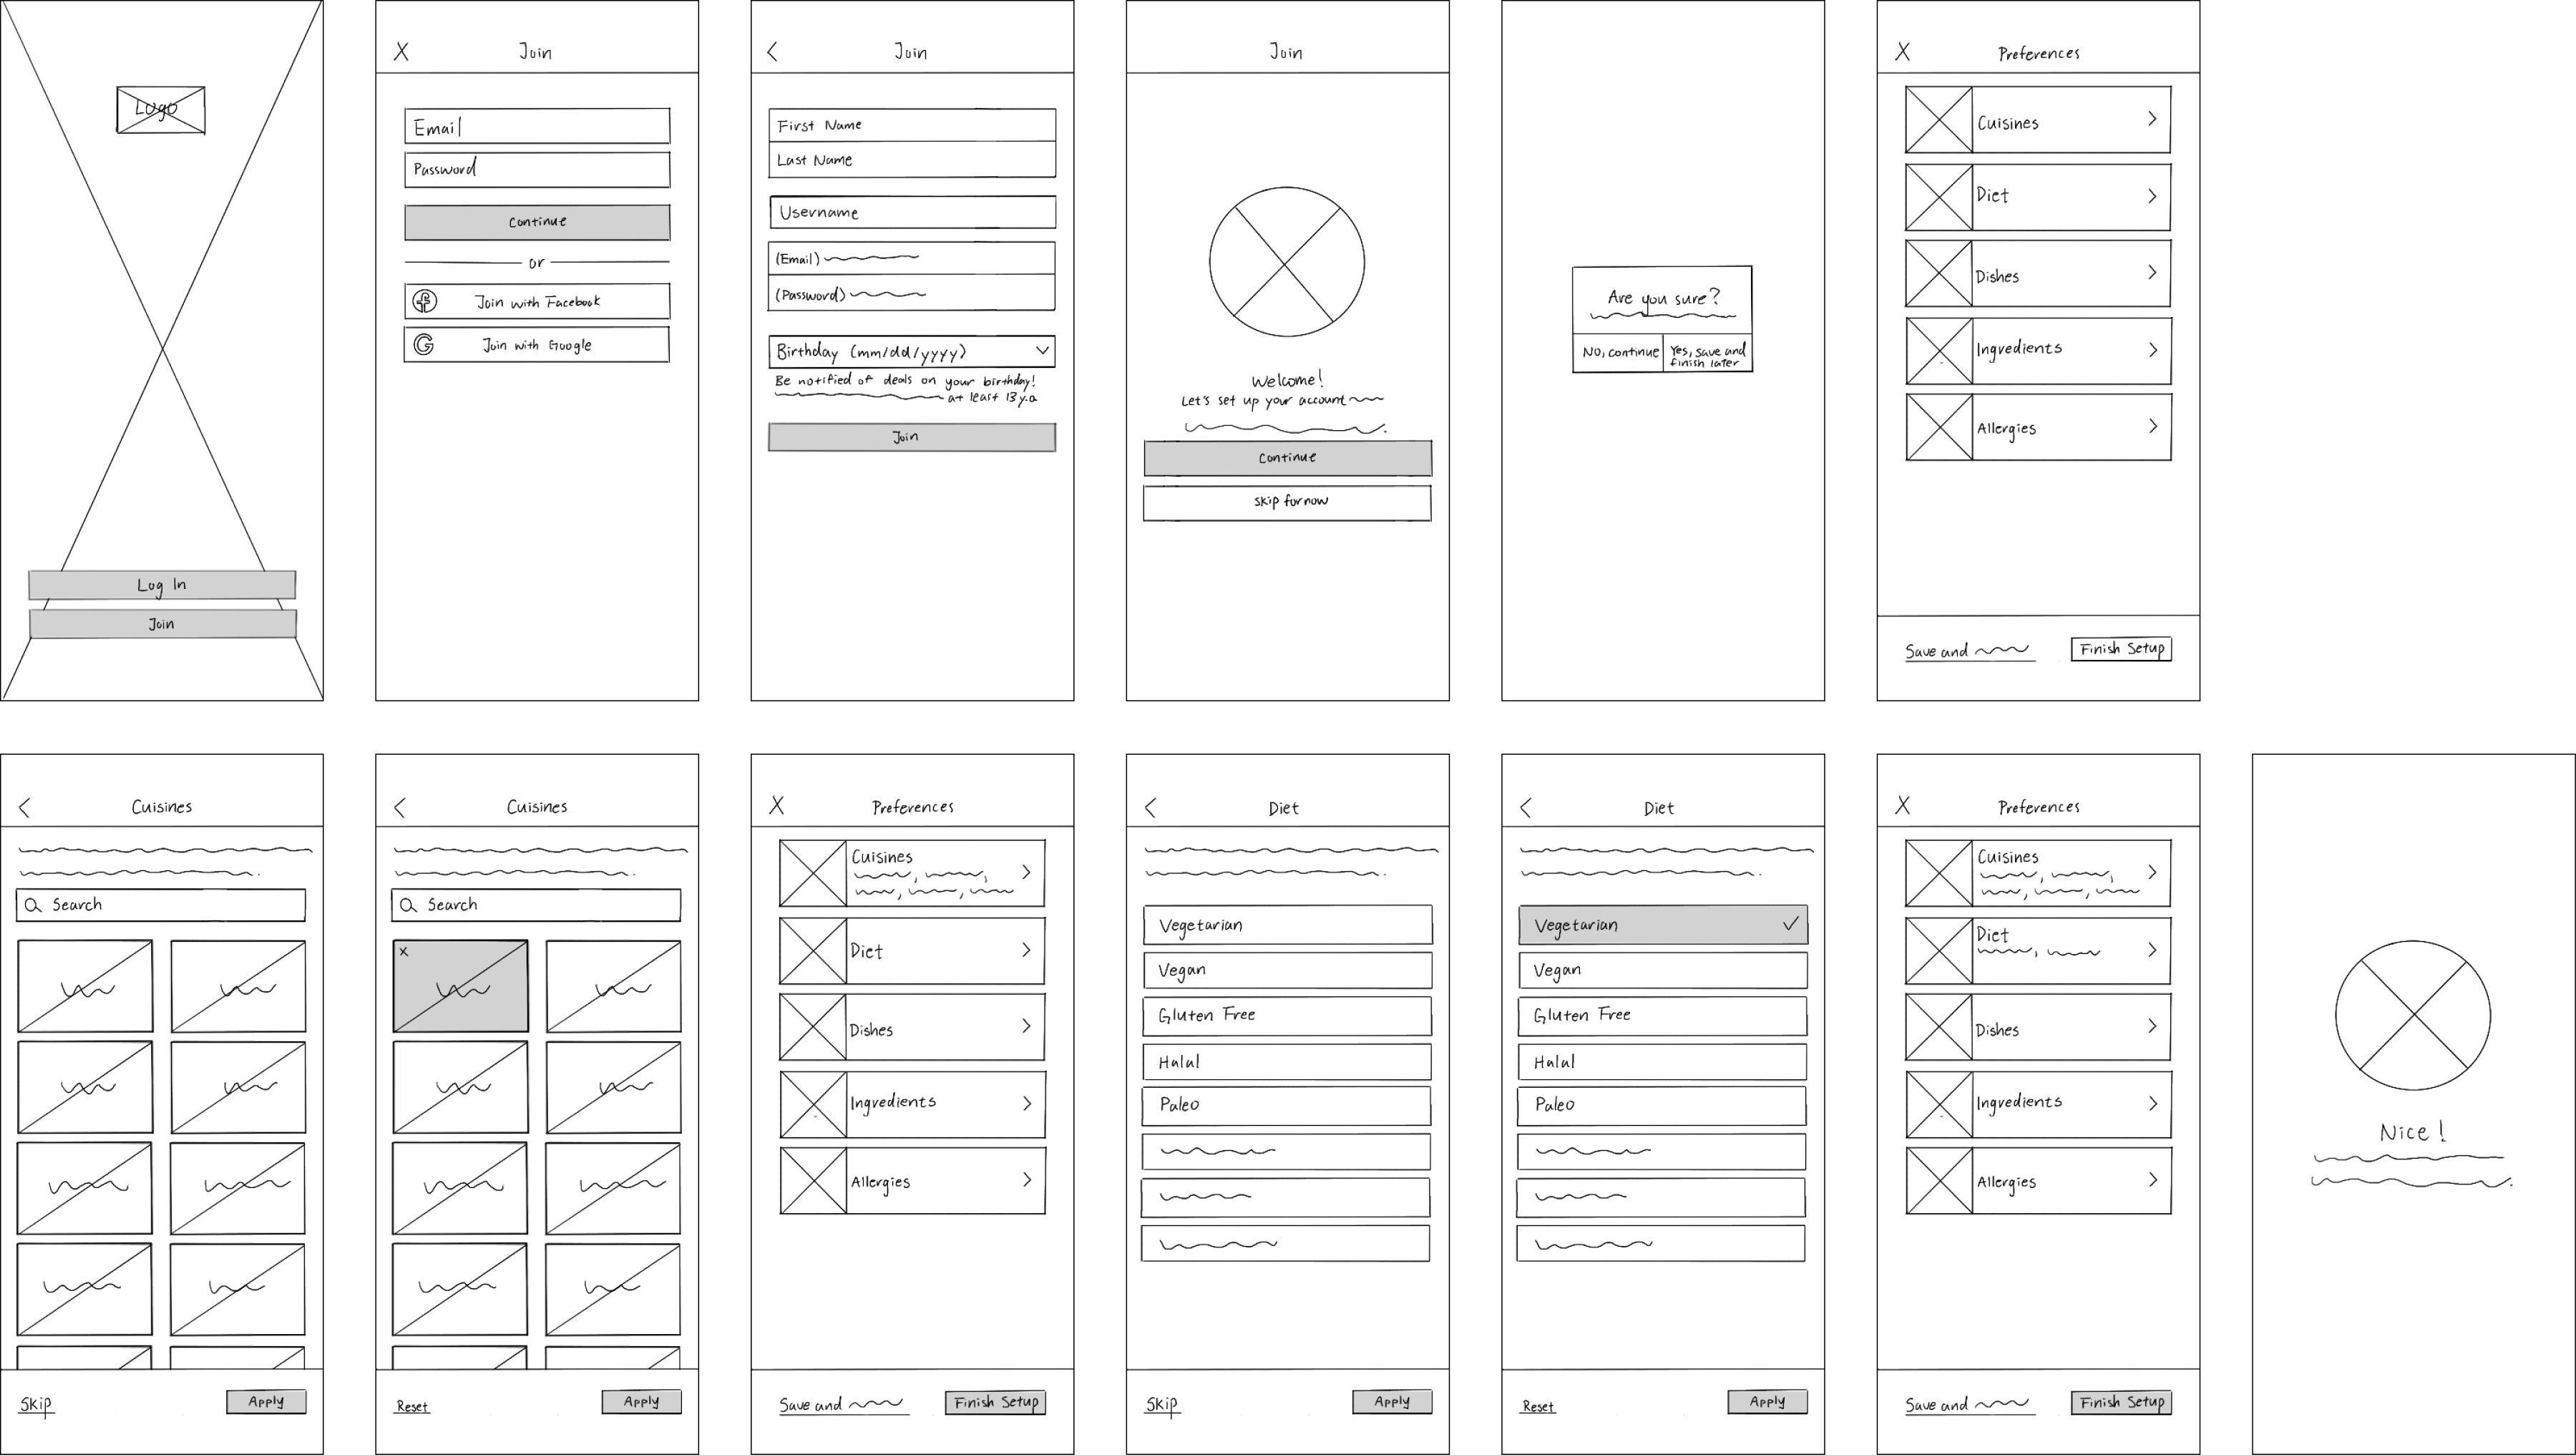 Logo
Log In
Join
X Join
Email
Password
Continue
or
Join with Facebook
G Join with Google
< Join
First Name
Last Name
Username
(Email)
(Password)
Birthday (mm/dd/yyyy)
Be notified of deals on your birthday!
at least 13 y.o
Join
Join
Welcome!
Let's set up your account
Continue
Skip for now
Are you sure?
No, continue
Yes, save and
finish later
X Preferences
Cuisines >
Diet >
Dishes >
Ingredients >
Allergies >
Save and
Finish Setup
< Cuisines
Search
Skip
Apply
< Cuisines
Search
x
Reset
Apply
X Preferences
Cuisines >
Diet >
Dishes >
Ingredients >
Allergies >
Save and
Finish Setup
< Diet
Vegetarian
Vegan
Gluten Free
Halal
Paleo
Skip
Apply
< Diet
Vegetarian ✓
Vegan
Gluten Free
Halal
Paleo
Reset
Apply
X Preferences
Cuisines >
Diet >
Dishes >
Ingredients >
Allergies >
Save and
Finish Setup
Nice!